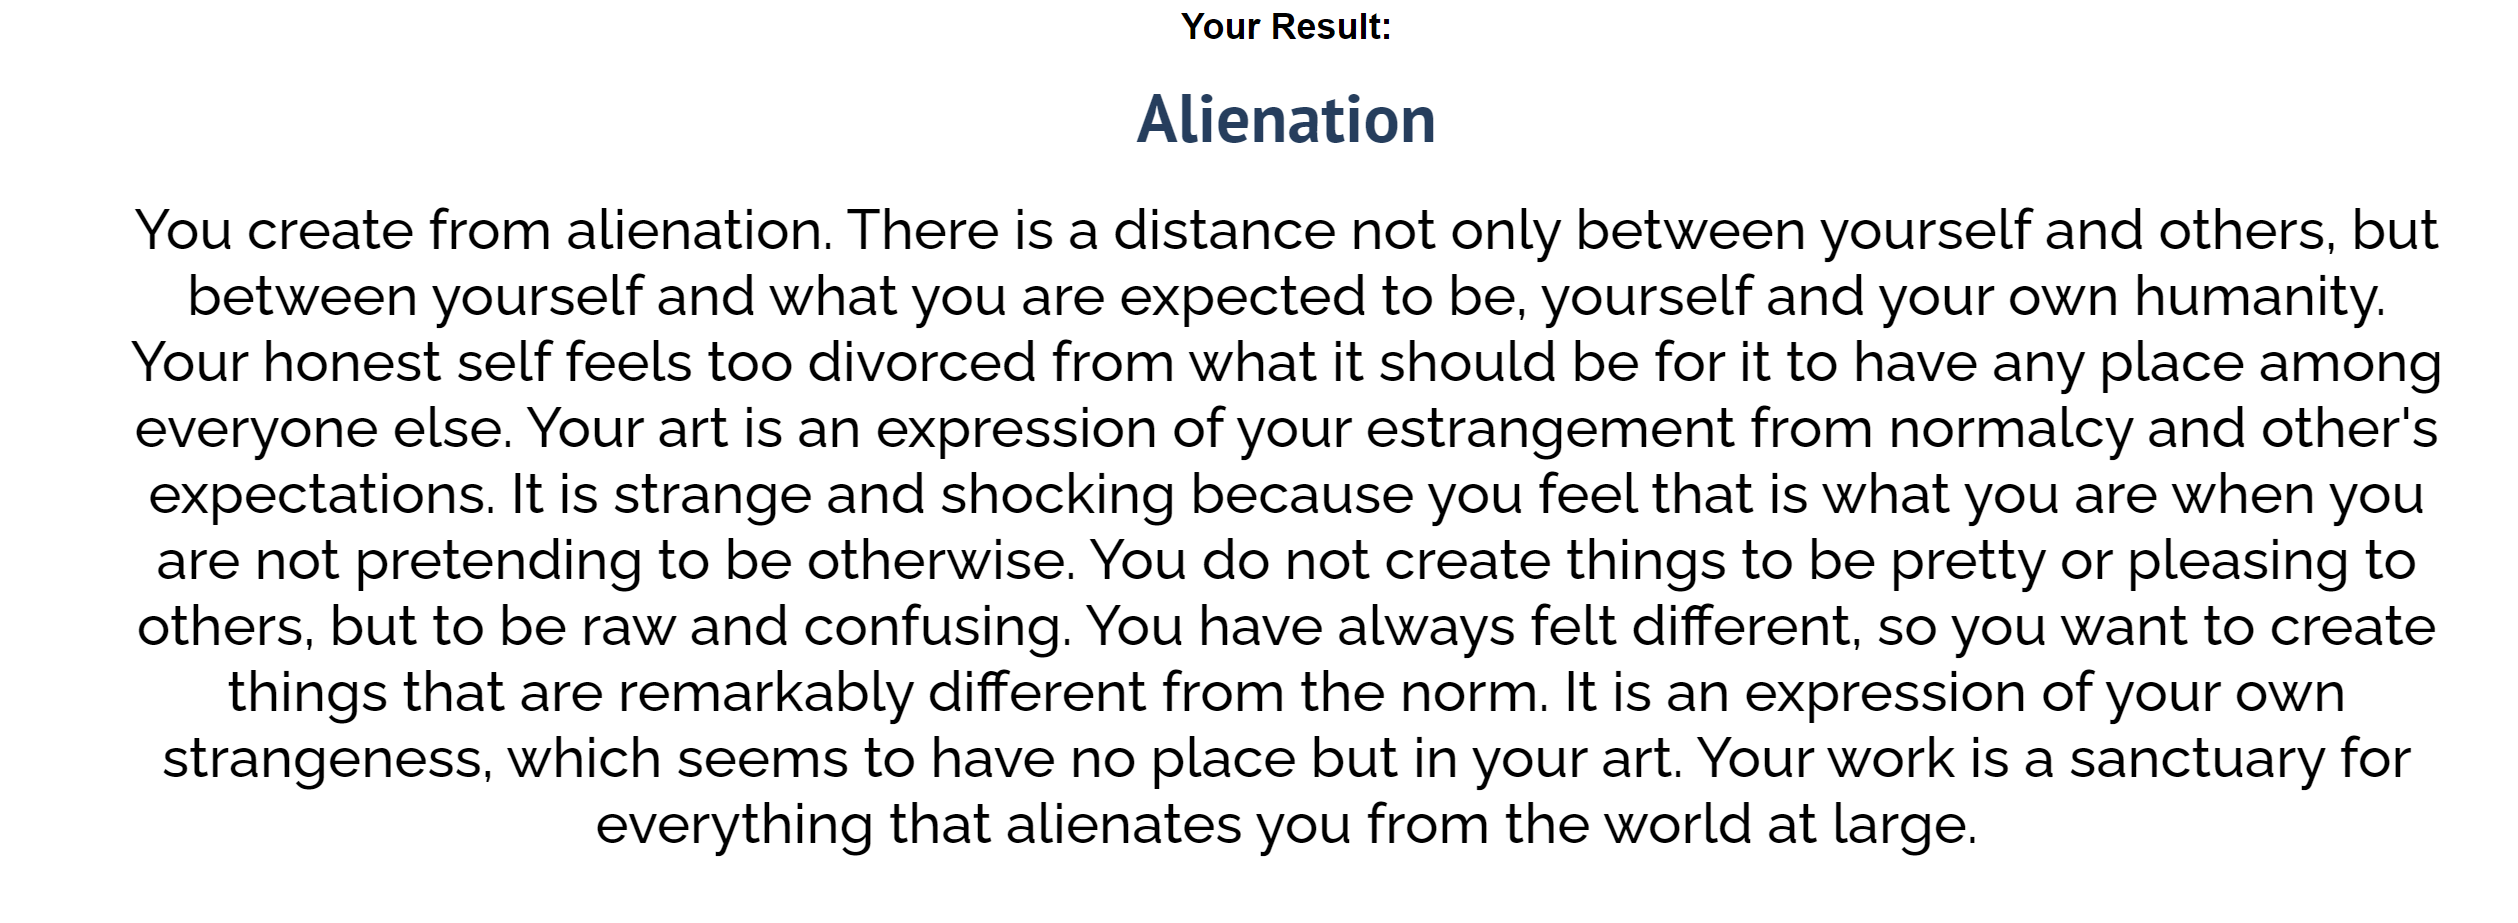 Your Result:
Alienation
You create from alienation. There is a distance not only between yourself and others, but
between yourself and what you are expected to be, yourself and your own humanity.
Your honest self feels too divorced from what it should be for it to have any place among
everyone else. Your art is an expression of your estrangement from normalcy and other's
expectations. It is strange and shocking because you feel that is what you are when you
are not pretending to be otherwise. You do not create things to be pretty or pleasing to
others, but to be raw and confusing. You have always felt different, so you want to create
things that are remarkably different from the norm. It is an expression of your own
strangeness, which seems to have no place but in your art. Your work is a sanctuary for
everything that alienates you from the world at large.